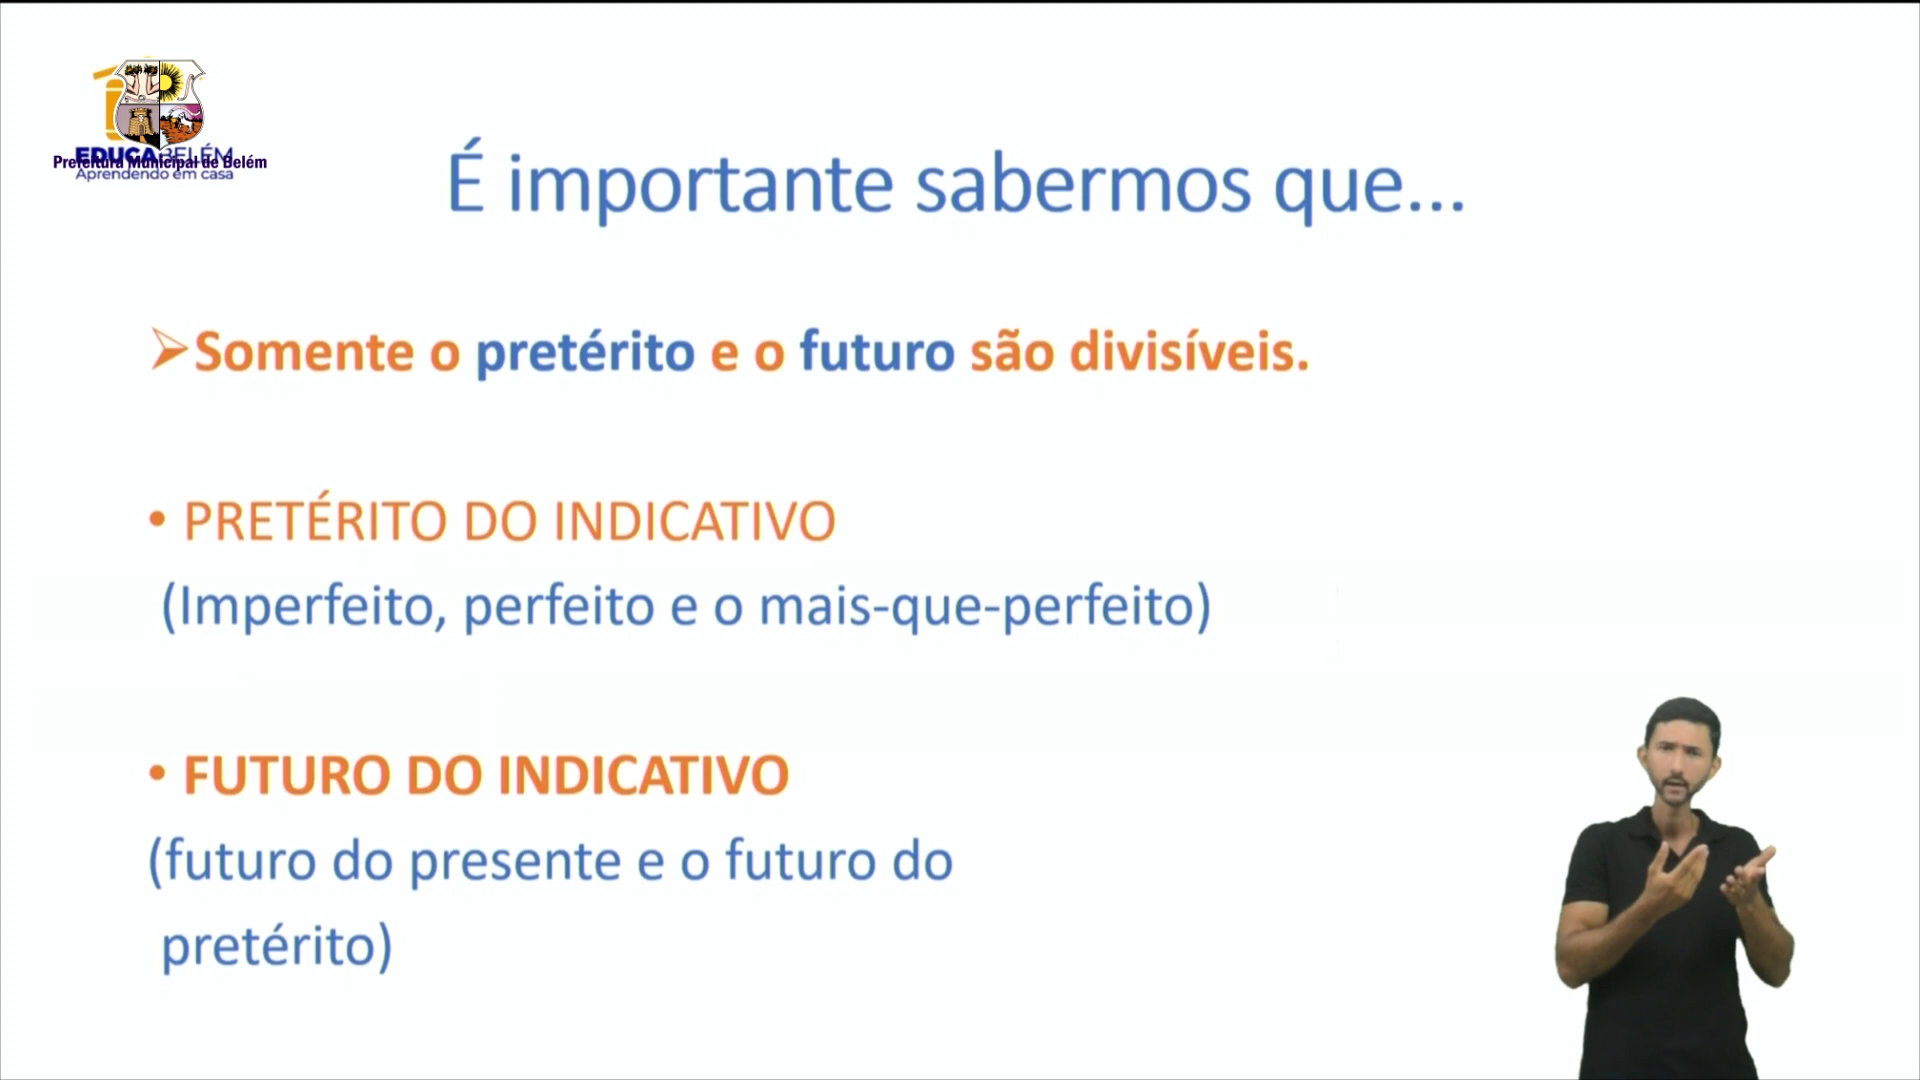 EDUCABELÉM
Prefeitura Municipal de Belém
Aprendendo em casa
É importante sabermos que...
➢Somente o pretérito e o futuro são divisíveis.
• PRETÉRITO DO INDICATIVO
(Imperfeito, perfeito e o mais-que-perfeito)
• FUTURO DO INDICATIVO
(futuro do presente e o futuro do
pretérito)